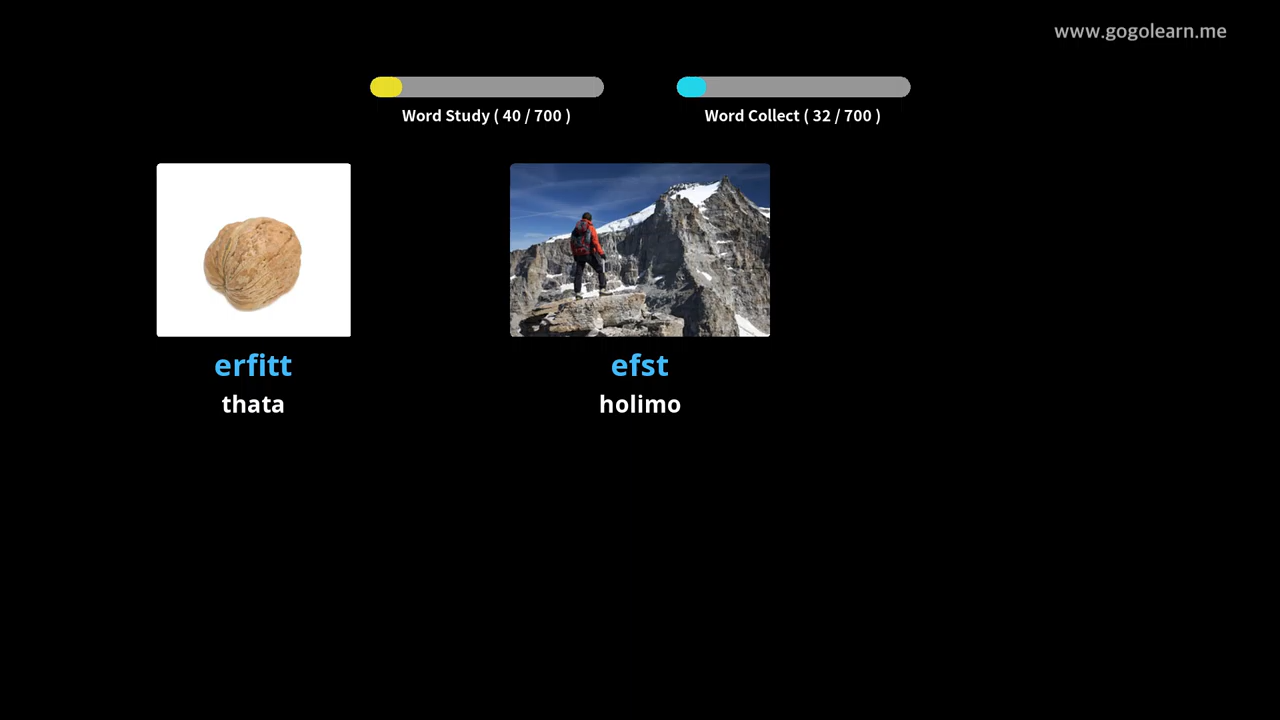 www.gogolearn.me
Word Study ( 40 / 700 )
Word Collect ( 32 / 700 )
erfitt
thata
efst
holimo